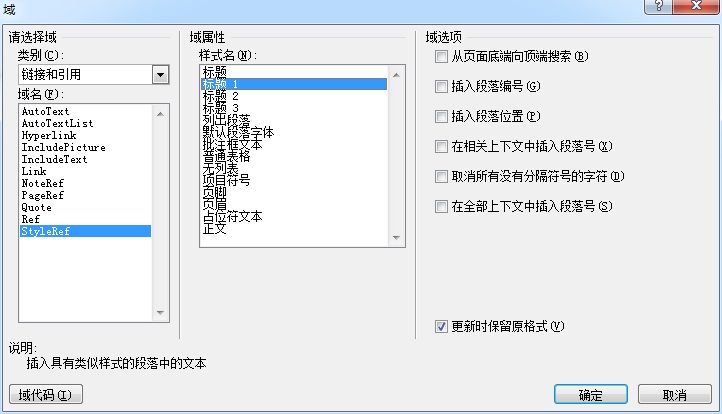 域
请选择域
类别(C):
链接和引用
域名(F):
AutoText
AutoTextList
Hyperlink
IncludePicture
IncludeText
Link
NoteRef
PageRef
Quote
Ref
StyleRef
域属性
样式名(N):
标题
标题 1
标题 2
标题 3
列出段落
默认段落字体
批注框文本
普通表格
无列表
项目符号
页脚
页眉
占位符文本
正文
域选项
从页面底端向顶端搜索(B)
插入段落编号(G)
插入段落位置(P)
在相关上下文中插入段落号(X)
取消所有没有分隔符号的字符(D)
在全部上下文中插入段落号(S)
更新时保留原格式(V)
说明:
插入具有类似样式的段落中的文本
域代码(I)
确定
取消